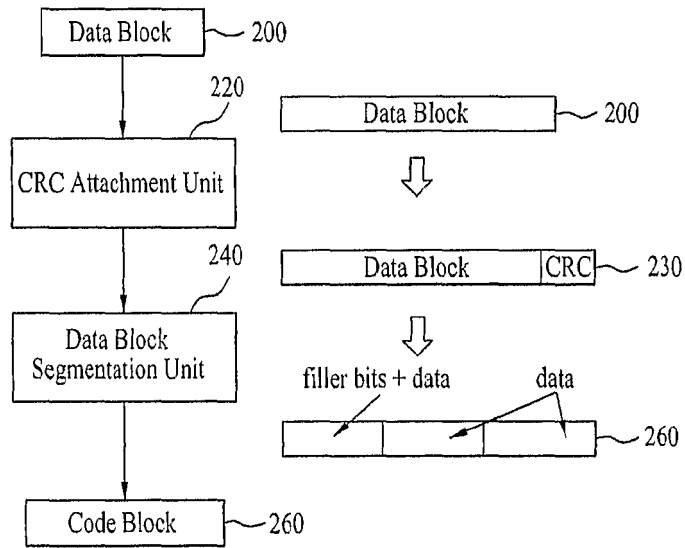 Data Block
200
220
CRC Attachment Unit
240
Data Block
Segmentation Unit
Code Block
260
Data Block
200
Data Block
CRC
230
filler bits + data
data
260